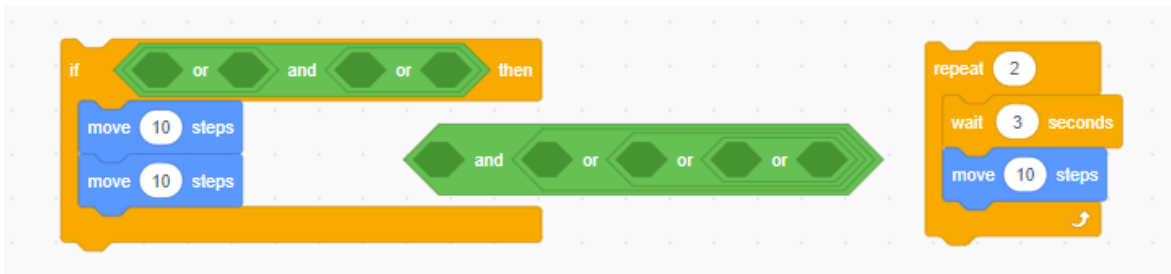 if or and or then
move 10 steps
move 10 steps
and or or or
repeat 2
wait 3 seconds
move 10 steps